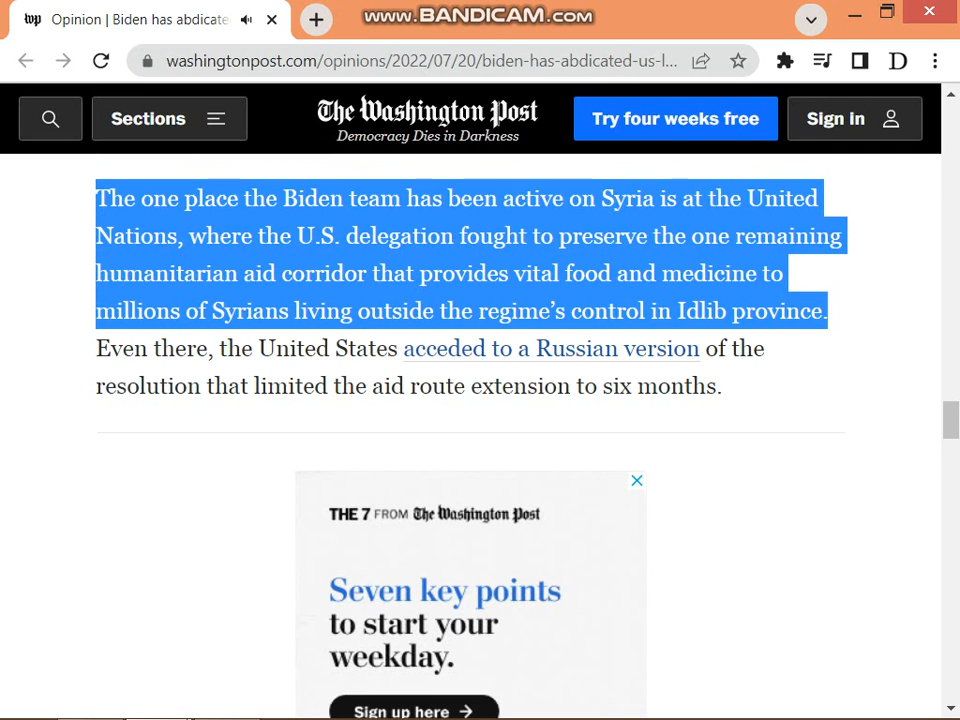 www.BANDICAM.com
wp Opinion | Biden has abdicate
washingtonpost.com/opinions/2022/07/20/biden-has-abdicated-us-l...
D
Sections
The Washington Post
Democracy Dies in Darkness
Try four weeks free
Sign in
The one place the Biden team has been active on Syria is at the United
Nations, where the U.S. delegation fought to preserve the one remaining
humanitarian aid corridor that provides vital food and medicine to
millions of Syrians living outside the regime’s control in Idlib province.
Even there, the United States acceded to a Russian version of the
resolution that limited the aid route extension to six months.
THE 7 FROM The Washington Post
Seven key points
to start your
weekday.
Sign up here →